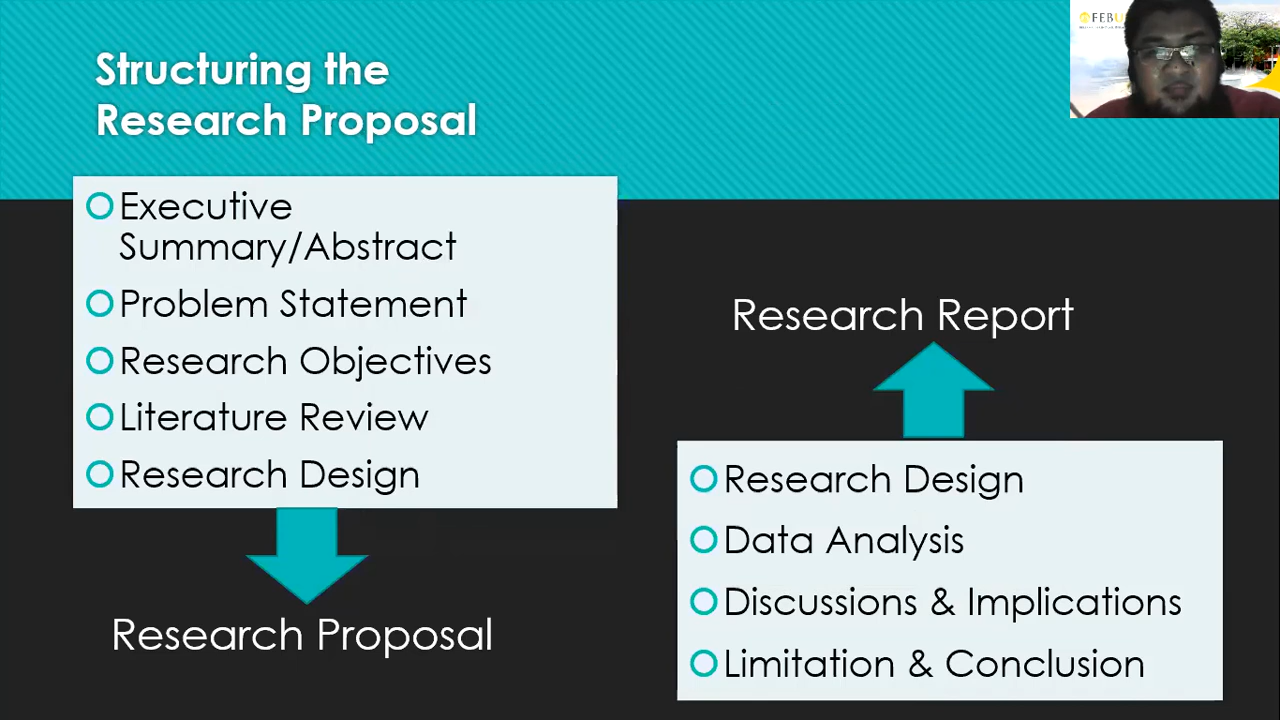 Structuring the
Research Proposal
Executive
Summary/Abstract
Problem Statement
Research Objectives
Literature Review
Research Design
Research Proposal
Research Report
Research Design
Data Analysis
Discussions & Implications
Limitation & Conclusion